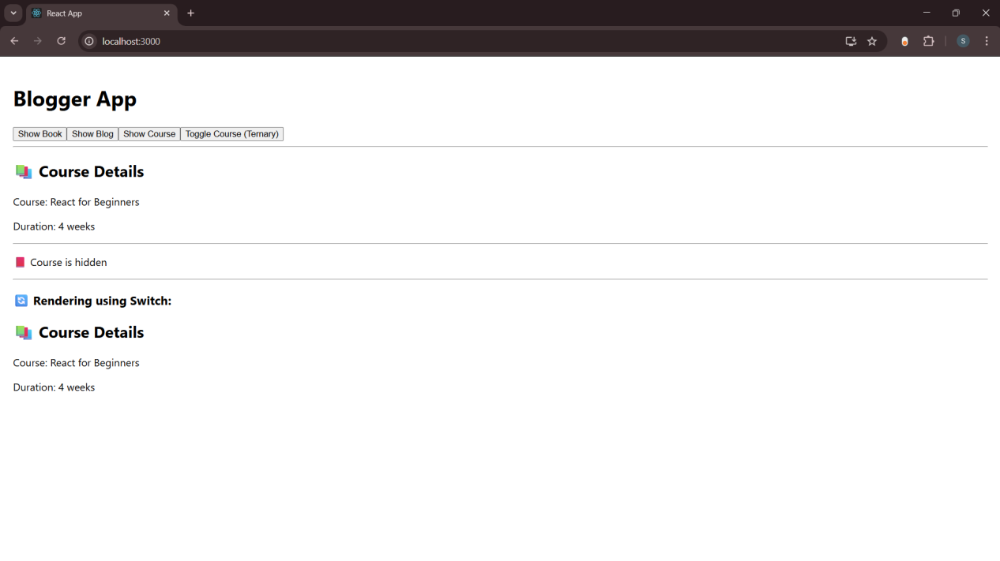 React App
localhost:3000
S
Blogger App
Show Book Show Blog Show Course Toggle Course (Ternary)
📚 Course Details
Course: React for Beginners
Duration: 4 weeks
📕 Course is hidden
🔄 Rendering using Switch:
📚 Course Details
Course: React for Beginners
Duration: 4 weeks